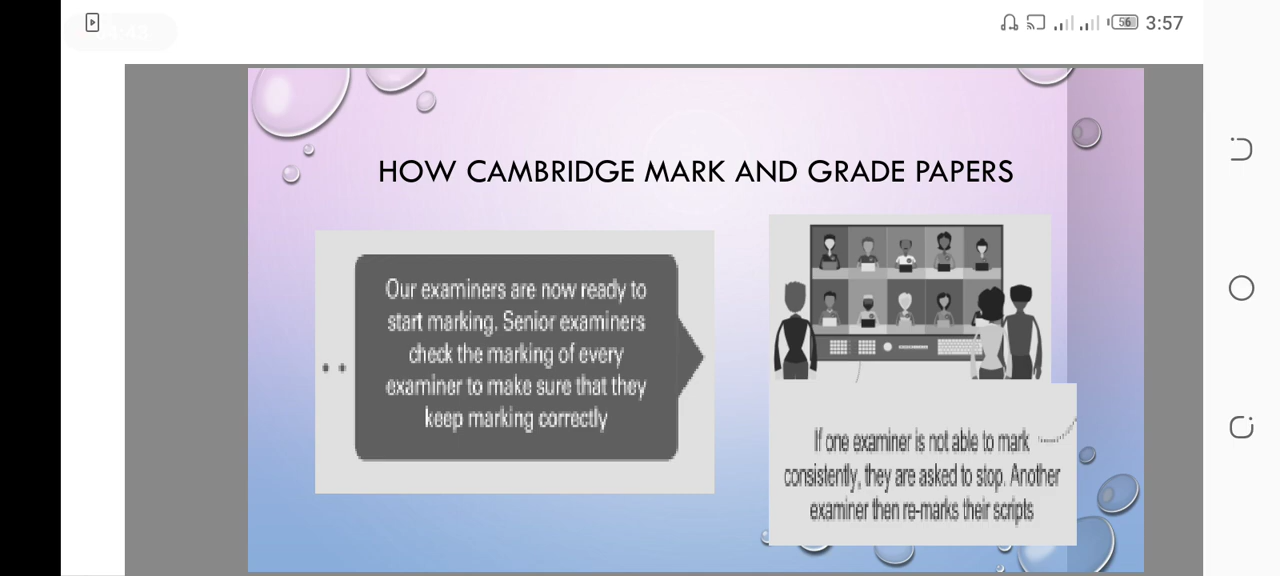 56 3:57
HOW CAMBRIDGE MARK AND GRADE PAPERS
Our examiners are now ready to
start marking. Senior examiners
check the marking of every
examiner to make sure that they
keep marking correctly
If one examiner is not able to mark
consistently, they are asked to stop. Another
examiner then re-marks their scripts